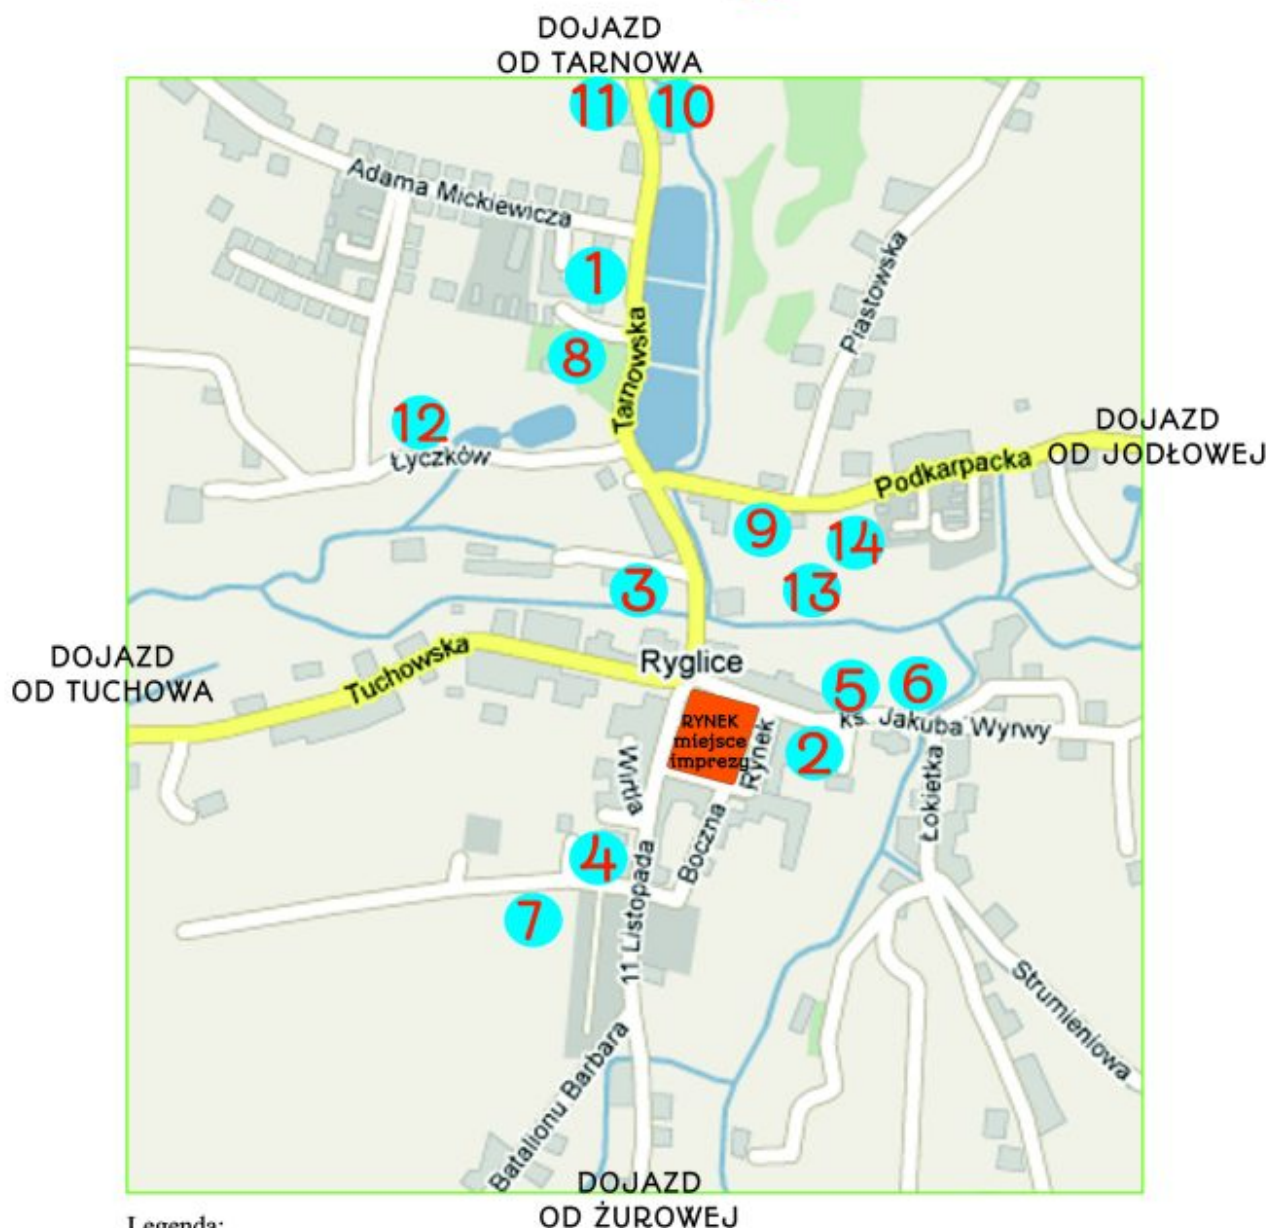 DOJAZD
OD TARNOWA
11
10
Adama Mickiewicza
1
Piastowska
8
Tarnowska
12
Łyczków
DOJAZD
OD JODŁOWEJ
Podkarpacka
9
14
3
13
DOJAZD
OD TUCHOWA
Tuchowska
Ryglice
5
6
ks. Jakuba Wyrwy
RYNEK
miejsce
imprezy
Rynek
2
Wirtla
Łokietka
Boczna
4
7
11 Listopada
Strumieniowa
Batalionu Barbara
DOJAZD
OD ŻUROWEJ
Legenda: